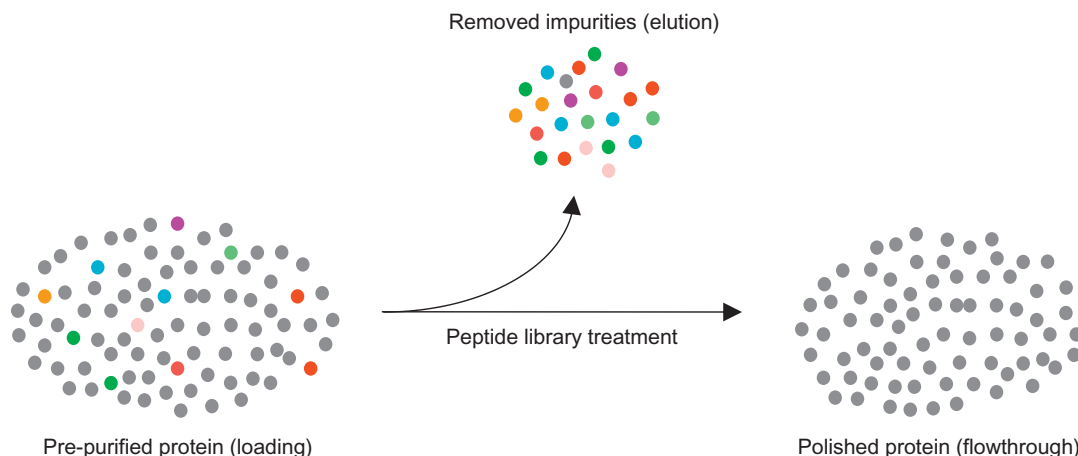 Removed impurities (elution)
Peptide library treatment
Pre-purified protein (loading)
Polished protein (flowthrough)